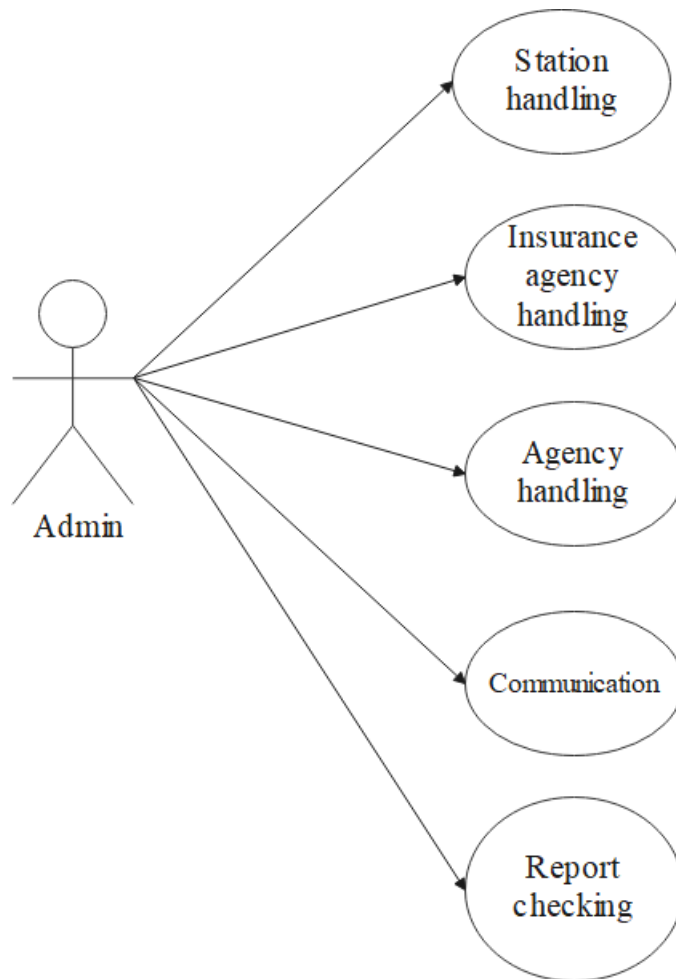 Station
handling
Insurance
agency
handling
Agency
handling
Admin
Communication
Report
checking